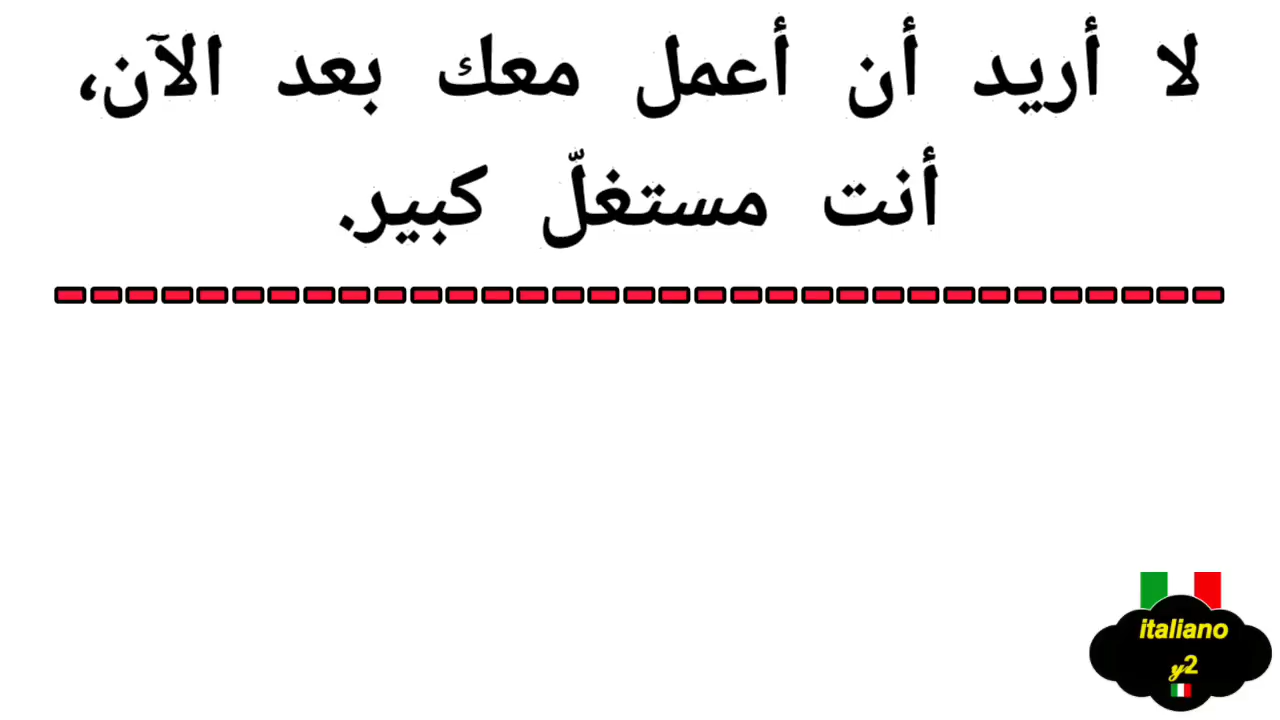 لا أريد أن أعمل معك بعد الآن،
أنت مستغلّ كبير.
italiano
y2